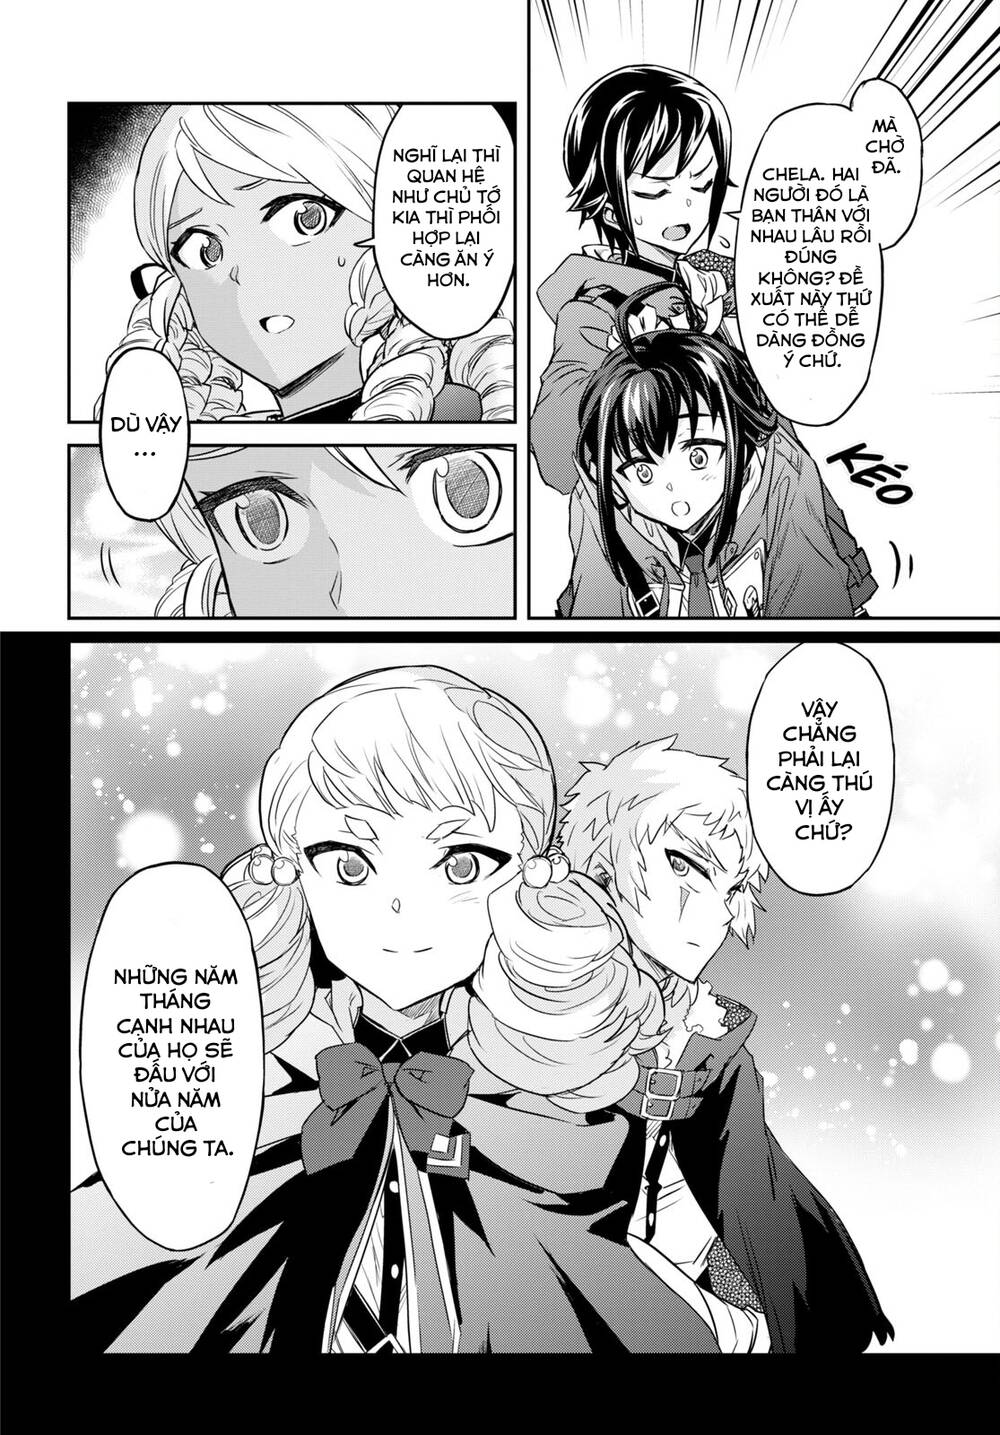 MÀ
CHỜ
ĐÃ.
CHELA. HAI
NGƯỜI ĐÓ LÀ
BẠN THÂN VỚI
NHAU LÂU RỒI
ĐÚNG
KHÔNG? ĐỀ
XUẤT NÀY THỨ
CÓ THỂ DỄ
DÀNG ĐỒNG
Ý CHỨ.
KÉO
NGHĨ LẠI THÌ
QUAN HỆ
NHƯ CHỦ TỚ
KIA THÌ PHỐI
HỢP LẠI
CÀNG ĂN Ý
HƠN.
DÙ VẬY
...
VẬY
CHẲNG
PHẢI LẠI
CÀNG THÚ
VỊ ẤY
CHỨ?
NHỮNG NĂM
THÁNG
CẠNH NHAU
CỦA HỌ SẼ
ĐẤU VỚI
NỬA NĂM
CỦA
CHÚNG TA.